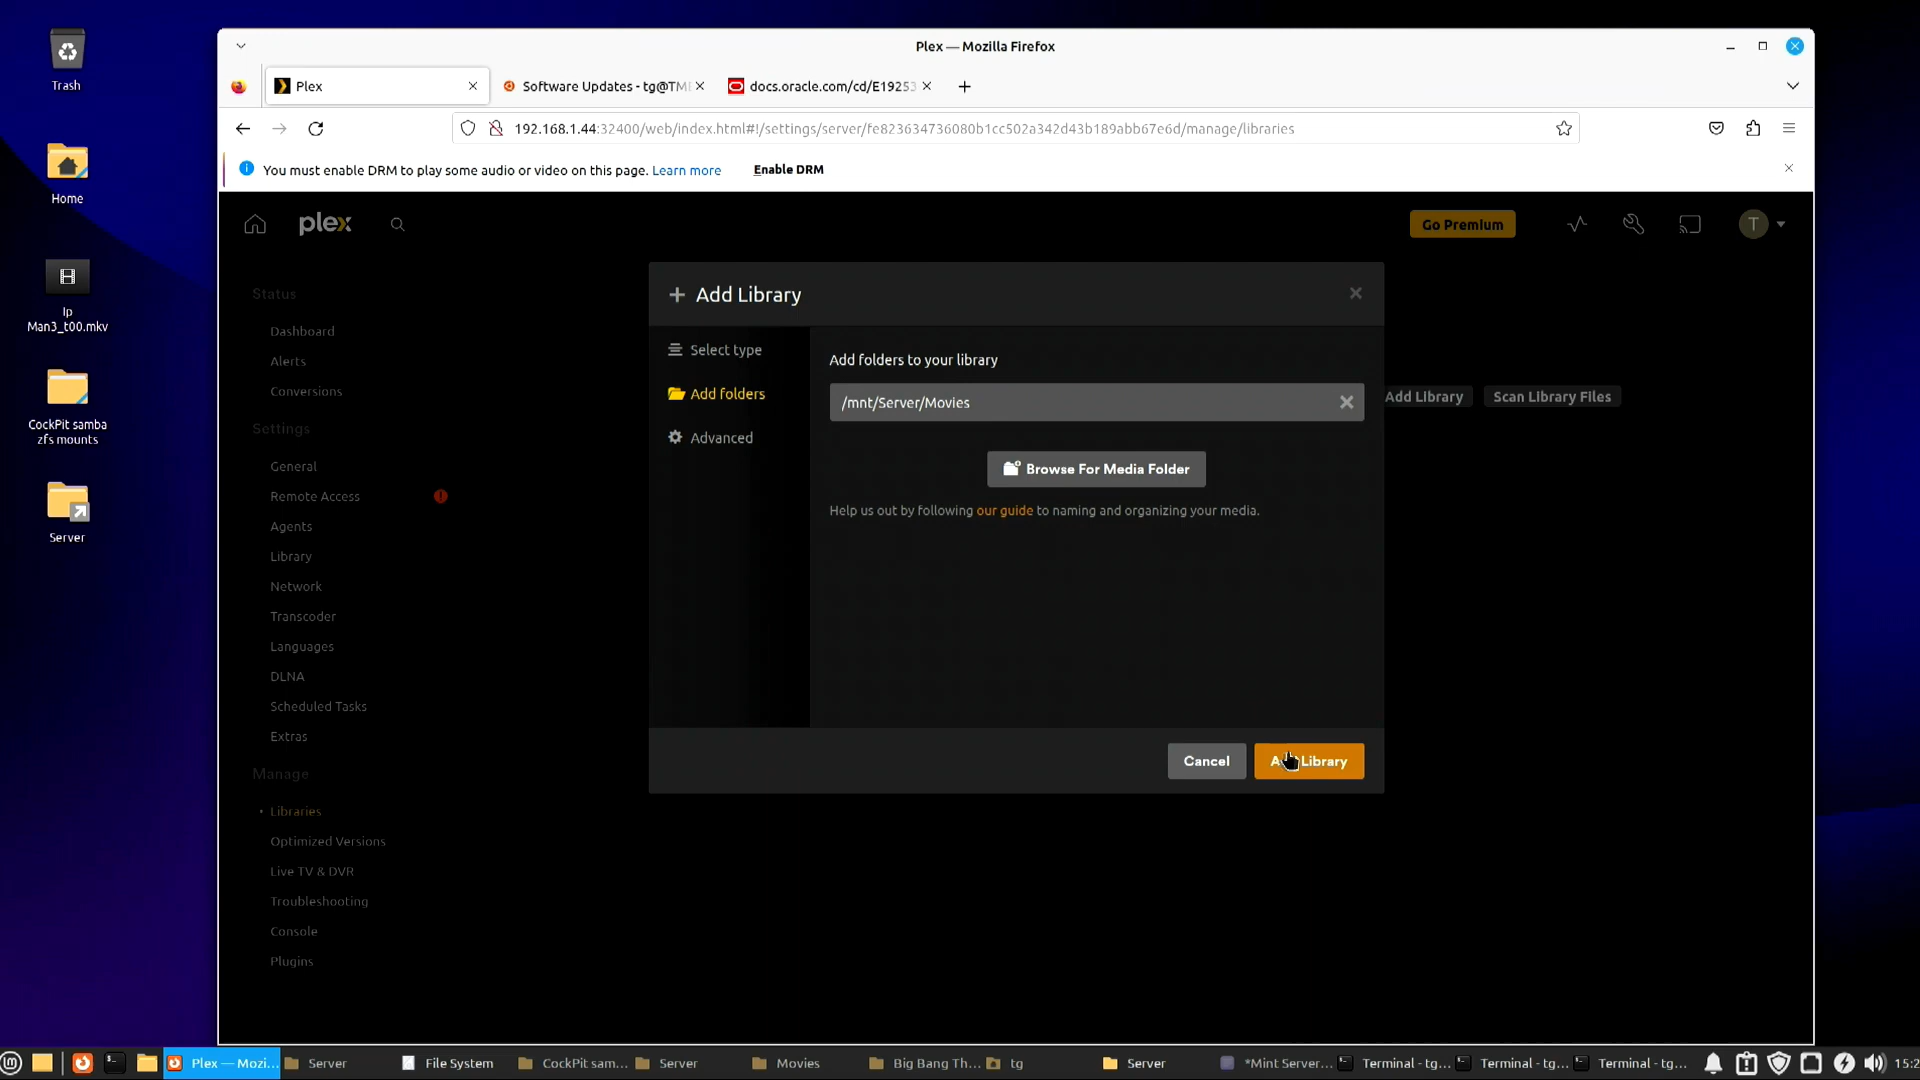 Trash
Home
Ip
Man3_t00.mkv
CockPit samba
zfs mounts
Server
Plex — Mozilla Firefox
Plex
Software Updates - tg@TM
docs.oracle.com/cd/E19253
192.168.1.44:32400/web/index.html#!/settings/server/fe823634736080b1cc502a342d43b189abb67e6d/manage/libraries
You must enable DRM to play some audio or video on this page. Learn more
Enable DRM
plex
Go Premium
T
Status
Dashboard
Alerts
Conversions
Settings
General
Remote Access
Agents
Library
Network
Transcoder
Languages
DLNA
Scheduled Tasks
Extras
Manage
Libraries
Optimized Versions
Live TV & DVR
Troubleshooting
Console
Plugins
Add Library
Select type
Add folders
Advanced
Add folders to your library
/mnt/Server/Movies
Browse For Media Folder
Help us out by following our guide to naming and organizing your media.
Cancel
Library
Add Library
Scan Library Files
Plex — Mozi...
Server
File System
CockPit sam...
Server
Movies
Big Bang Th...
tg
Server
*Mint Server...
Terminal - tg...
Terminal - tg...
Terminal - tg...
15:2